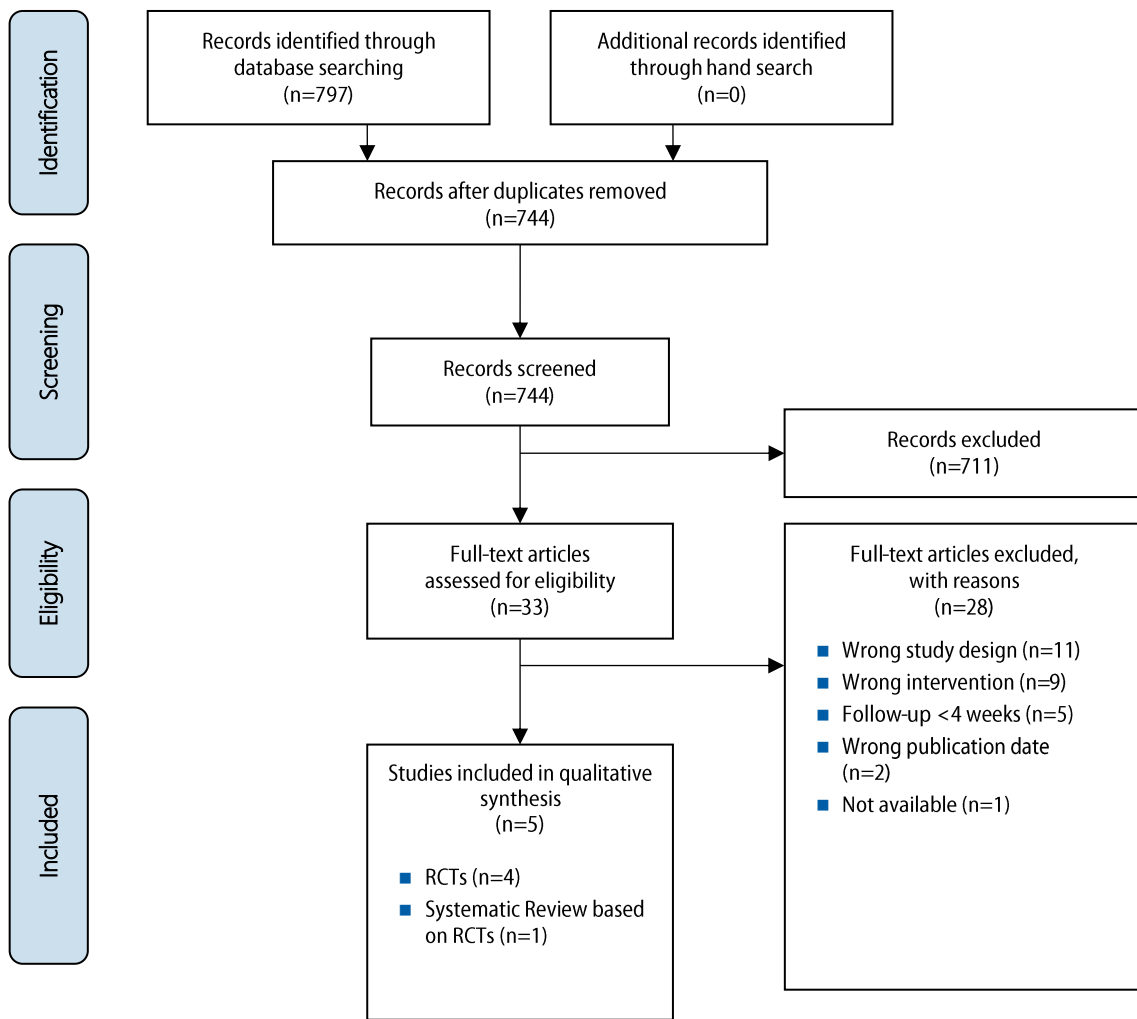 Identification
Records identified through
database searching
(n=797)
Additional records identified
through hand search
(n=0)
Records after duplicates removed
(n=744)
Screening
Records screened
(n=744)
Records excluded
(n=711)
Eligibility
Full-text articles
assessed for eligibility
(n=33)
Full-text articles excluded,
with reasons
(n=28)
Wrong study design (n=11)
Wrong intervention (n=9)
Follow-up <4 weeks (n=5)
Wrong publication date
(n=2)
Not available (n=1)
Included
Studies included in qualitative
synthesis
(n=5)
RCTs (n=4)
Systematic Review based
on RCTs (n=1)